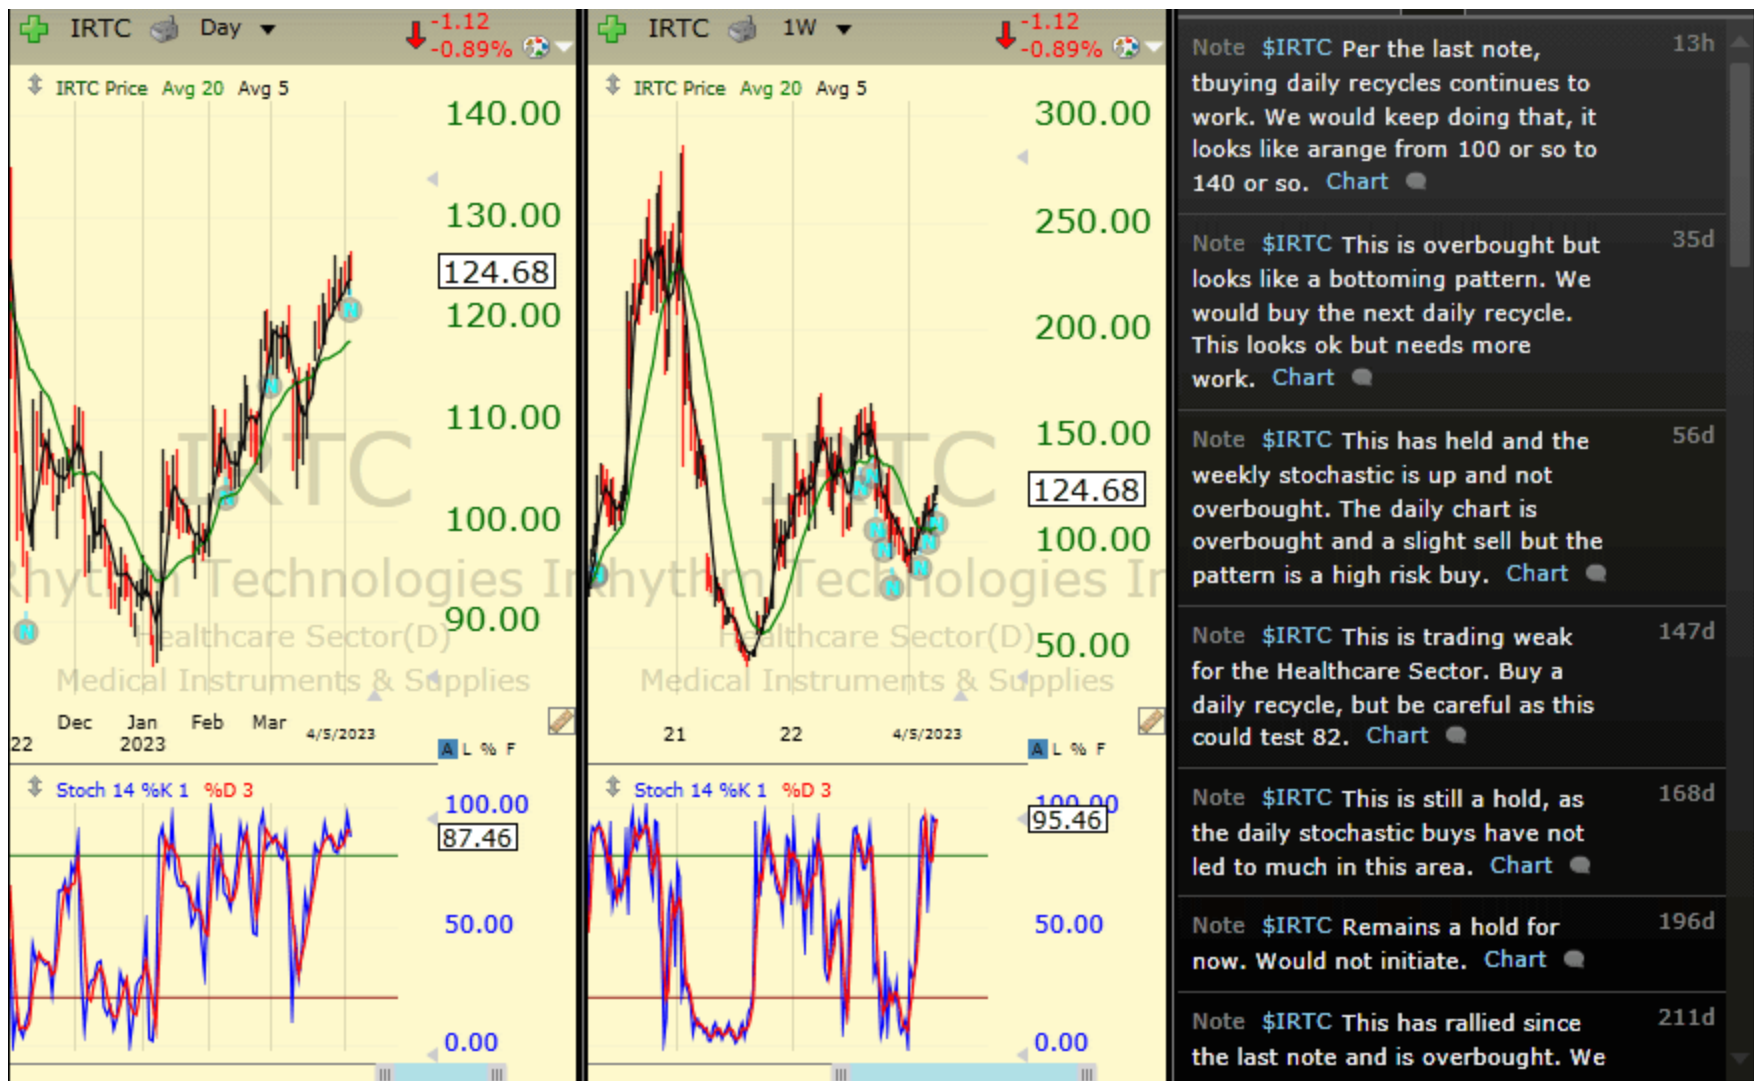 IRTC Day
-1.12
-0.89%
IRTC Price Avg 20 Avg 5
140.00
130.00
124.68
120.00
110.00
100.00
90.00
IRTC
Rhythm Technologies In
Healthcare Sector(D)
Medical Instruments & Supplies
N
N
N
N
Dec Jan Feb Mar 4/5/2023
22 2023
A L % F
Stoch 14 %K 1 %D 3
100.00
87.46
50.00
0.00
IRTC 1W
-1.12
-0.89%
IRTC Price Avg 20 Avg 5
300.00
250.00
200.00
150.00
124.68
100.00
50.00
IRTC
Rhythm Technologies In
Healthcare Sector(D)
Medical Instruments & Supplies
N
N
N
N
N
N
N
N
N
21 22 4/5/2023
A L % F
Stoch 14 %K 1 %D 3
100.00
95.46
50.00
0.00
Note $IRTC Per the last note, 13h
tbuying daily recycles continues to
work. We would keep doing that, it
looks like arange from 100 or so to
140 or so. Chart
Note $IRTC This is overbought but 35d
looks like a bottoming pattern. We
would buy the next daily recycle.
This looks ok but needs more
work. Chart
Note $IRTC This has held and the 56d
weekly stochastic is up and not
overbought. The daily chart is
overbought and a slight sell but the
pattern is a high risk buy. Chart
Note $IRTC This is trading weak 147d
for the Healthcare Sector. Buy a
daily recycle, but be careful as this
could test 82. Chart
Note $IRTC This is still a hold, as 168d
the daily stochastic buys have not
led to much in this area. Chart
Note $IRTC Remains a hold for 196d
now. Would not initiate. Chart
Note $IRTC This has rallied since 211d
the last note and is overbought. We